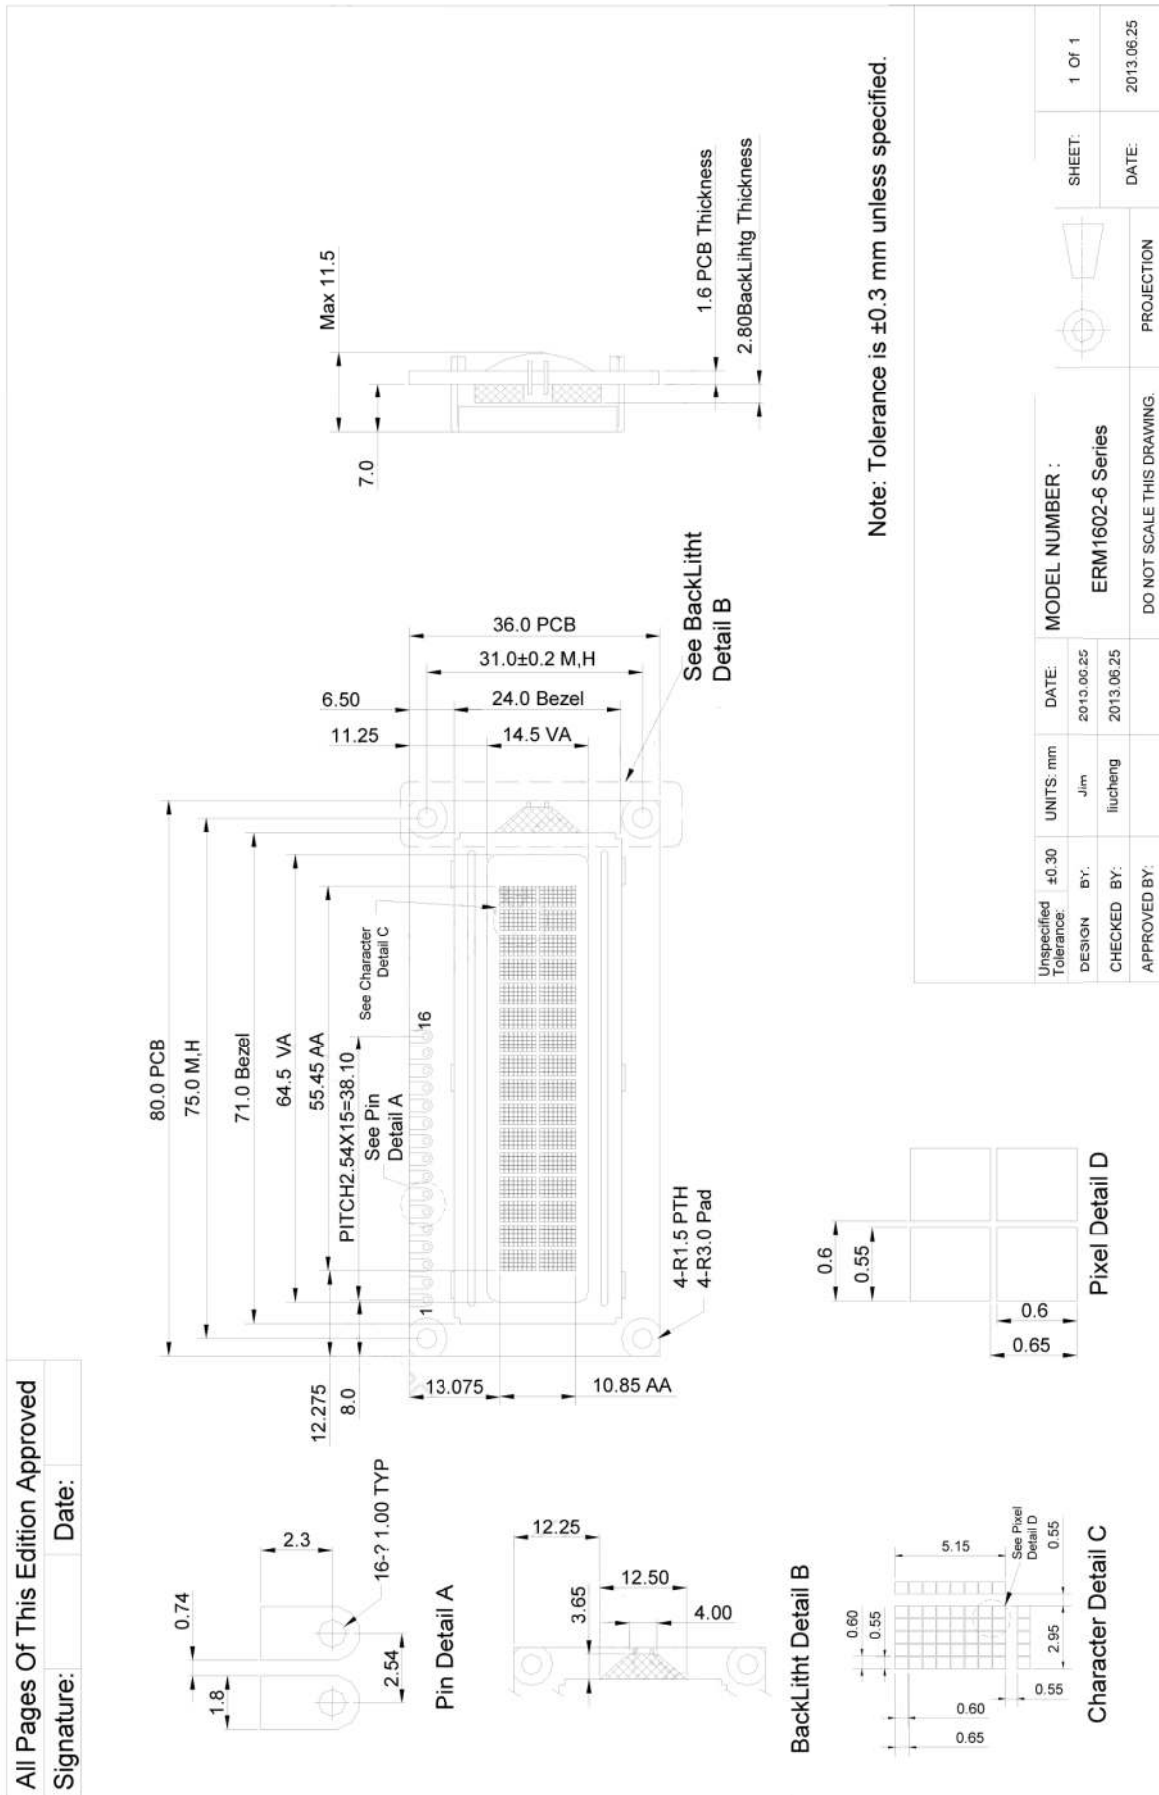 All Pages Of This Edition Approved
Signature:
Date:
80.0 PCB
75.0 M,H
71.0 Bezel
64.5 VA
55.45 AA
PITCH2.54X15=38.10
See Pin
Detail A
See Character
Detail C
1
16
12.275
8.0
13.075
10.85 AA
4-R1.5 PTH
4-R3.0 Pad
6.50
11.25
36.0 PCB
31.0±0.2 M,H
24.0 Bezel
14.5 VA
See BackLitht
Detail B
Max 11.5
7.0
1.6 PCB Thickness
2.80BackLihtg Thickness
0.74
1.8
2.3
2.54
16-? 1.00 TYP
Pin Detail A
12.25
3.65
12.50
4.00
BackLitht Detail B
0.60
0.55
5.15
See Pixel
Detail D
0.55
2.95
0.55
0.60
0.65
Character Detail C
0.6
0.55
0.6
0.65
Pixel Detail D
Note: Tolerance is ±0.3 mm unless specified.
Unspecified
Tolerance:
±0.30
UNITS: mm
DATE:
MODEL NUMBER :
SHEET:
1 Of 1
DESIGN BY.
Jim
2013.06.25
ERM1602-6 Series
CHECKED BY:
liucheng
2013.06.25
DATE:
2013.06.25
APPROVED BY:
DO NOT SCALE THIS DRAWING.
PROJECTION